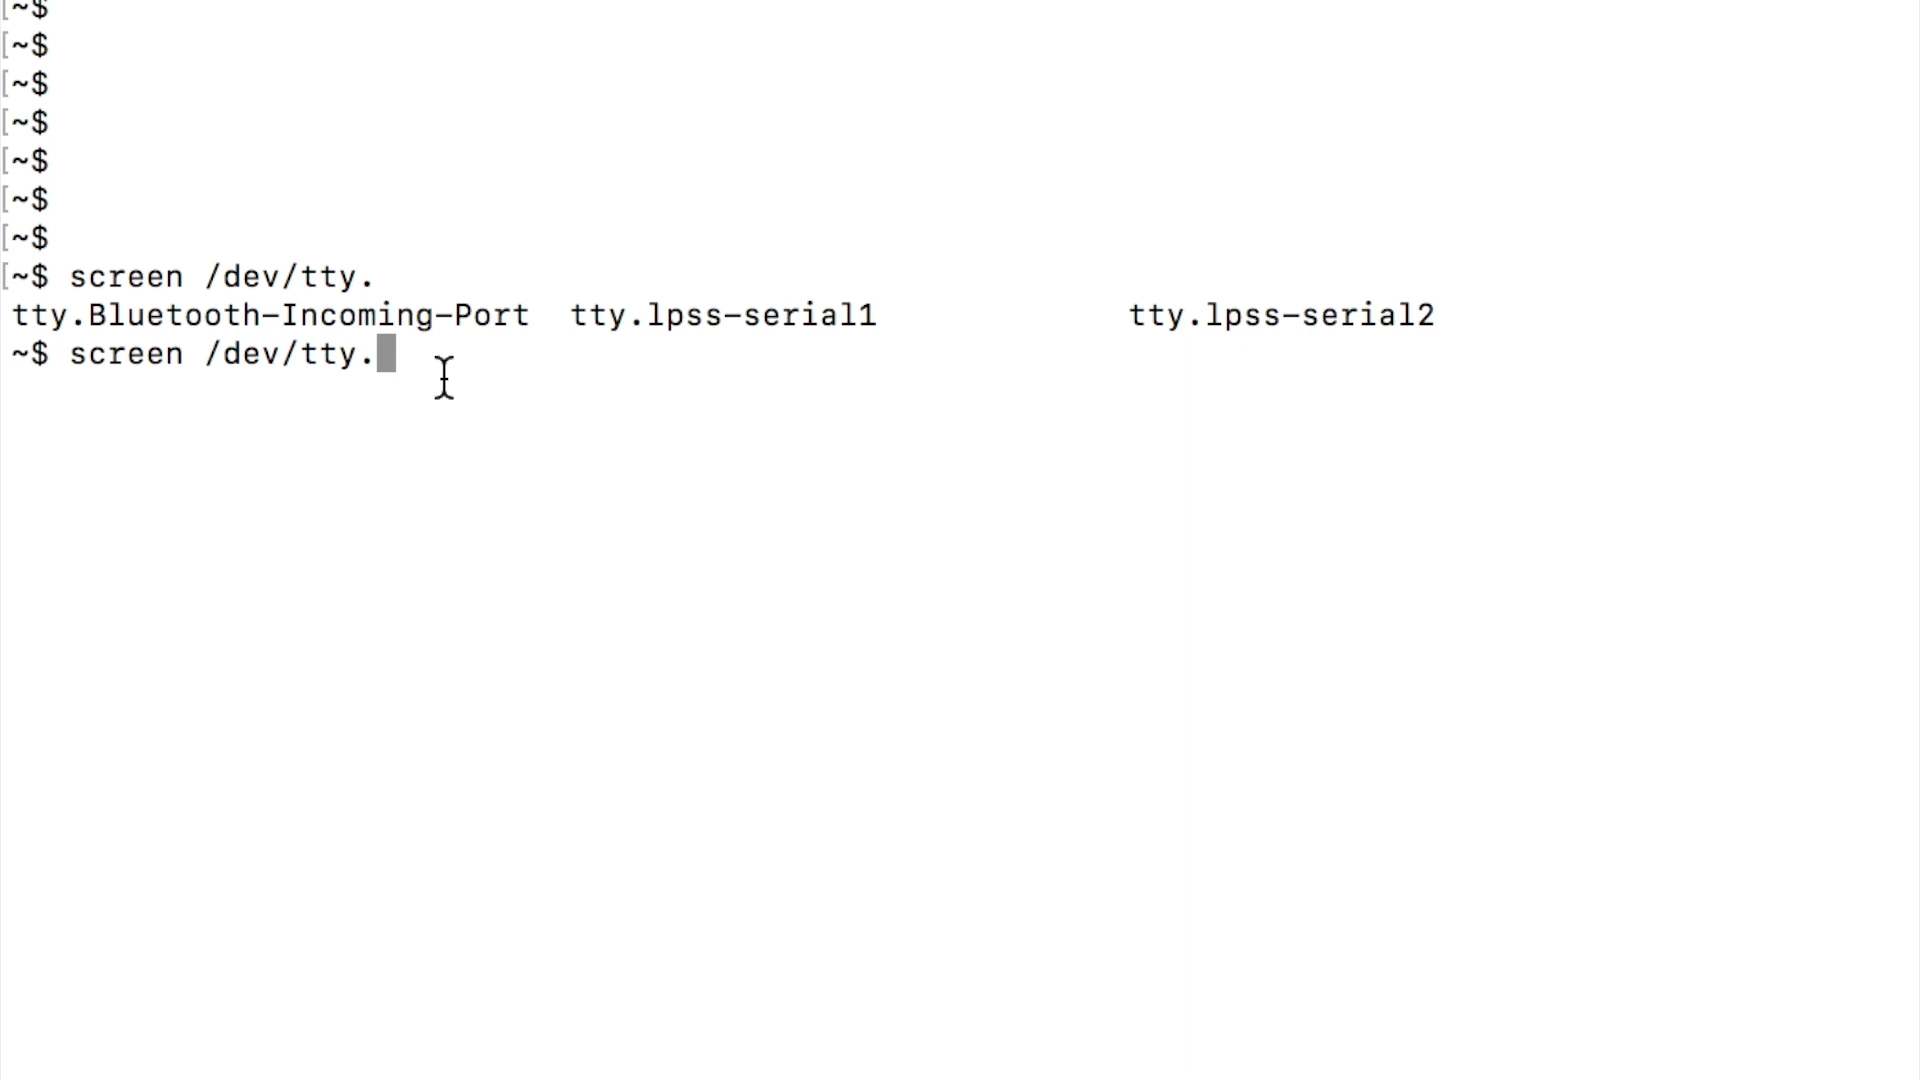 [~$
[~$
[~$
[~$
[~$
[~$
[~$
[~$ screen /dev/tty.
tty.Bluetooth-Incoming-Port tty.lpss-serial1 tty.lpss-serial2
~$ screen /dev/tty.